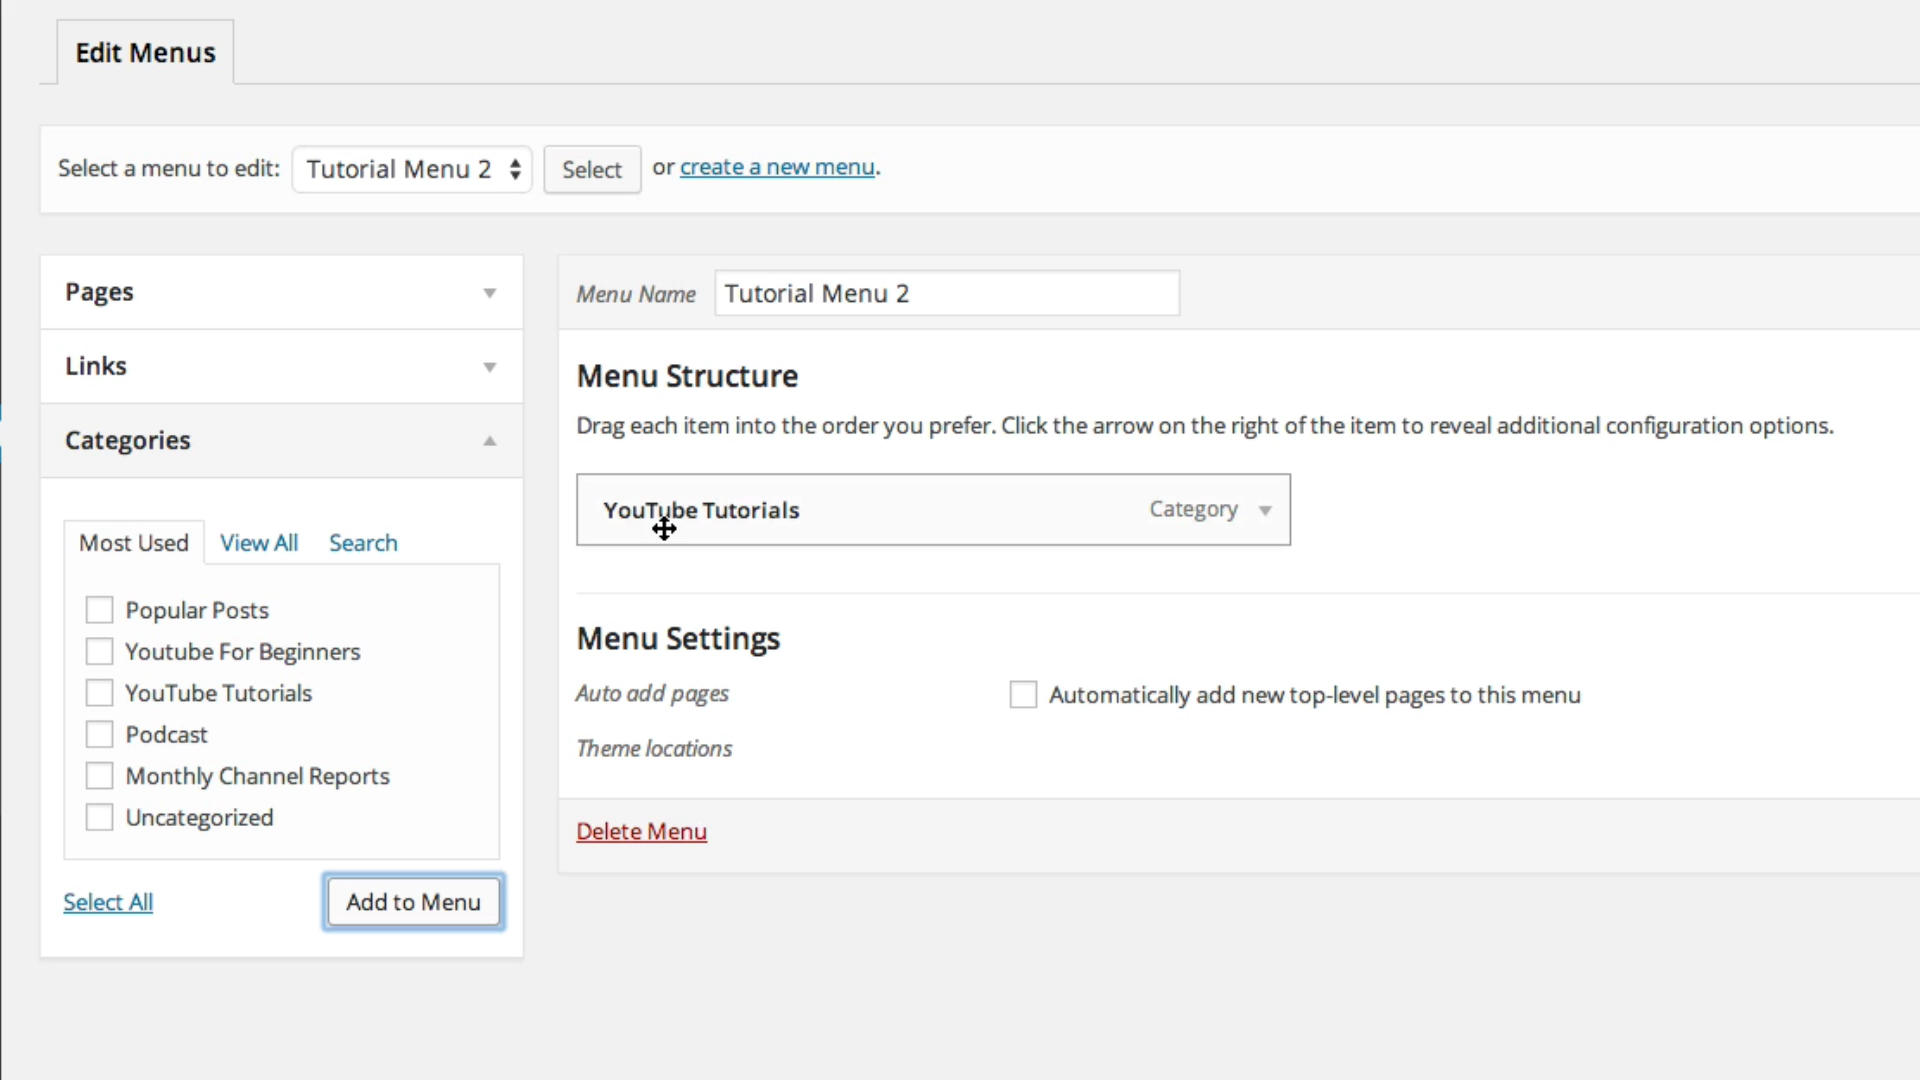 Edit Menus
Select a menu to edit: Tutorial Menu 2 Select or create a new menu.
Pages
Links
Categories
Most Used View All Search
Popular Posts
Youtube For Beginners
YouTube Tutorials
Podcast
Monthly Channel Reports
Uncategorized
Select All Add to Menu
Menu Name Tutorial Menu 2
Menu Structure
Drag each item into the order you prefer. Click the arrow on the right of the item to reveal additional configuration options.
YouTube Tutorials Category
Menu Settings
Auto add pages Automatically add new top-level pages to this menu
Theme locations
Delete Menu